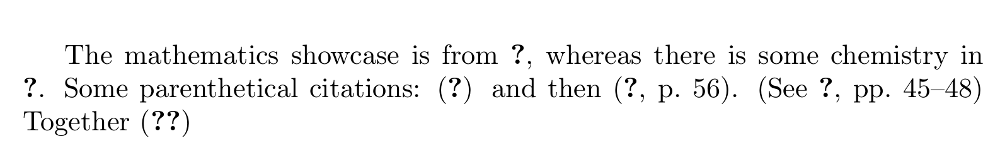 The mathematics showcase is from ?, whereas there is some chemistry in
?. Some parenthetical citations: (?) and then (?, p. 56). (See ?, pp. 45–48)
Together (??)